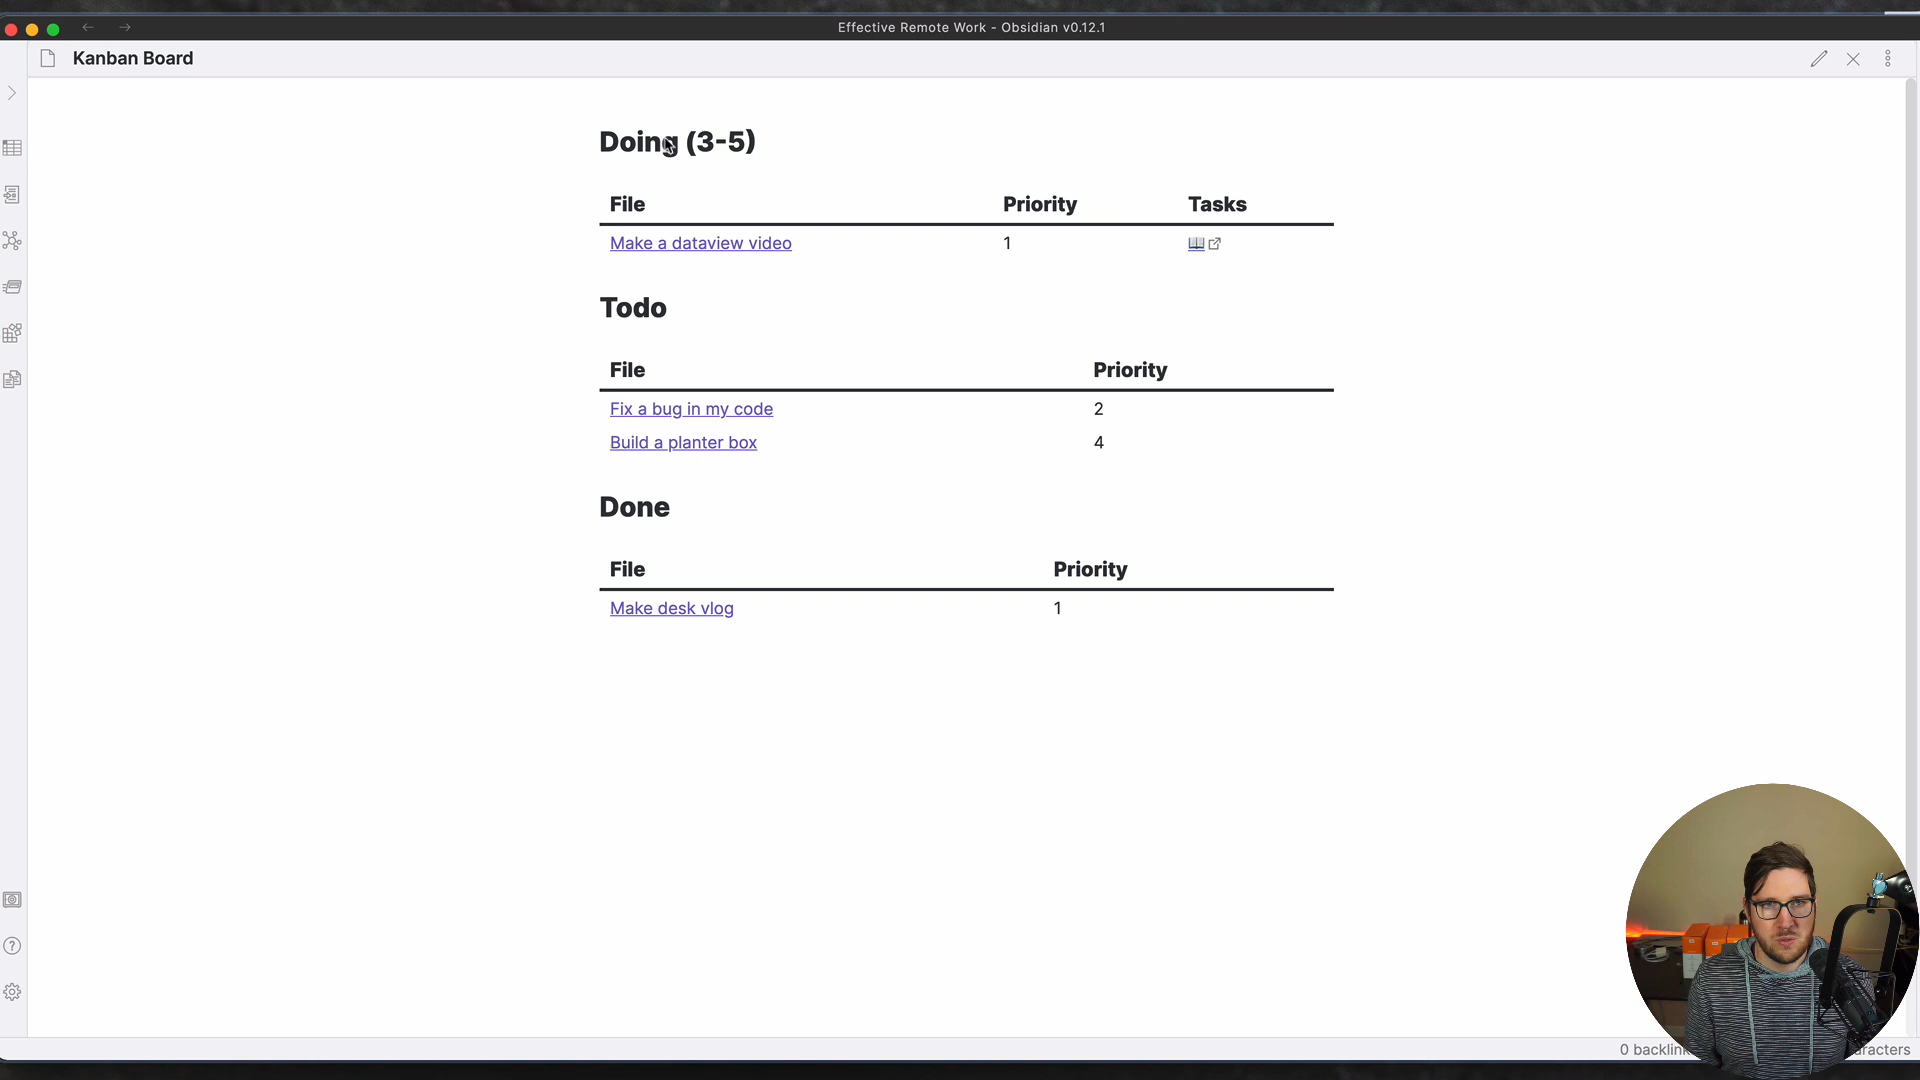 Effective Remote Work - Obsidian v0.12.1
Kanban Board
Doing (3-5)
File Priority Tasks
Make a dataview video 1
Todo
File Priority
Fix a bug in my code 2
Build a planter box 4
Done
File Priority
Make desk vlog 1
0